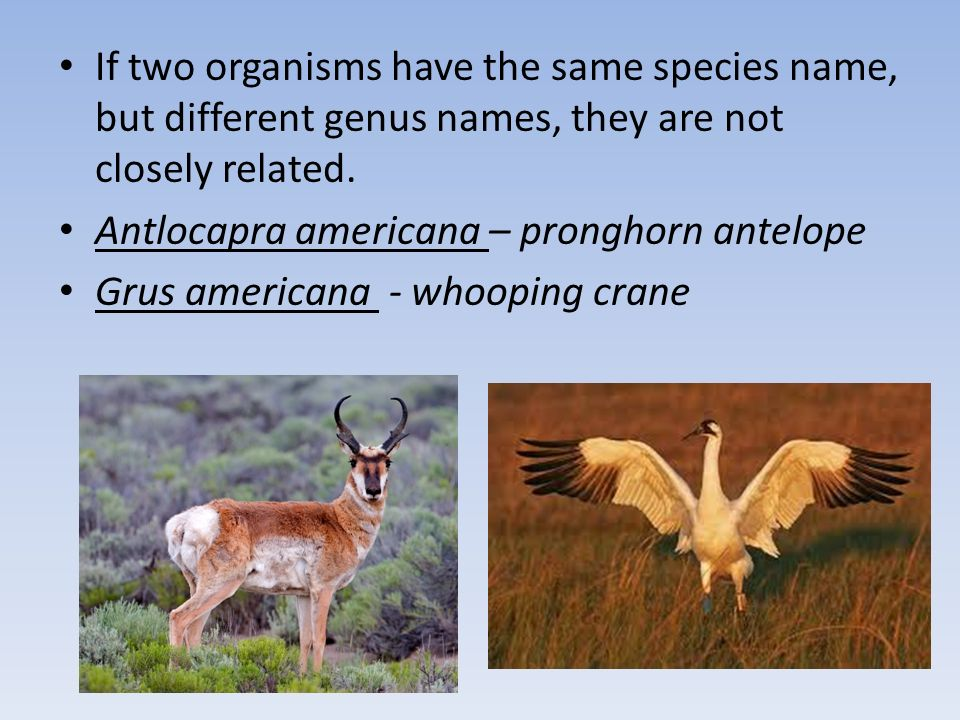 • If two organisms have the same species name,
but different genus names, they are not
closely related.
• Antlocapra americana – pronghorn antelope
• Grus americana - whooping crane